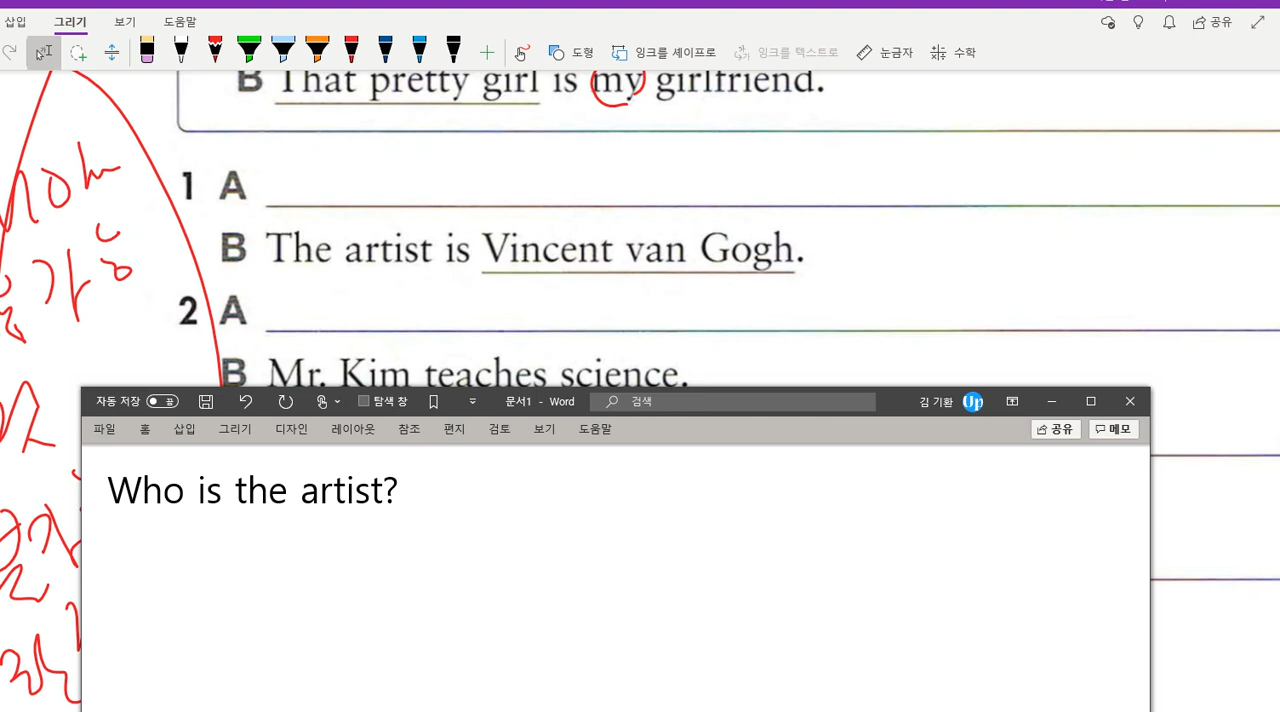 삽입 그리기 보기 도움말 공유
도형 잉크를 셰이프로 잉크를 텍스트로 눈금자 수학
B That pretty girl is my girlfriend.
1 A
B The artist is Vincent van Gogh.
2 A
B Mr. Kim teaches science.
자동 저장 끔 탐색 창 문서1 - Word 검색 김 기환 Up
파일 홈 삽입 그리기 디자인 레이아웃 참조 편지 검토 보기 도움말 공유 메모
Who is the artist?